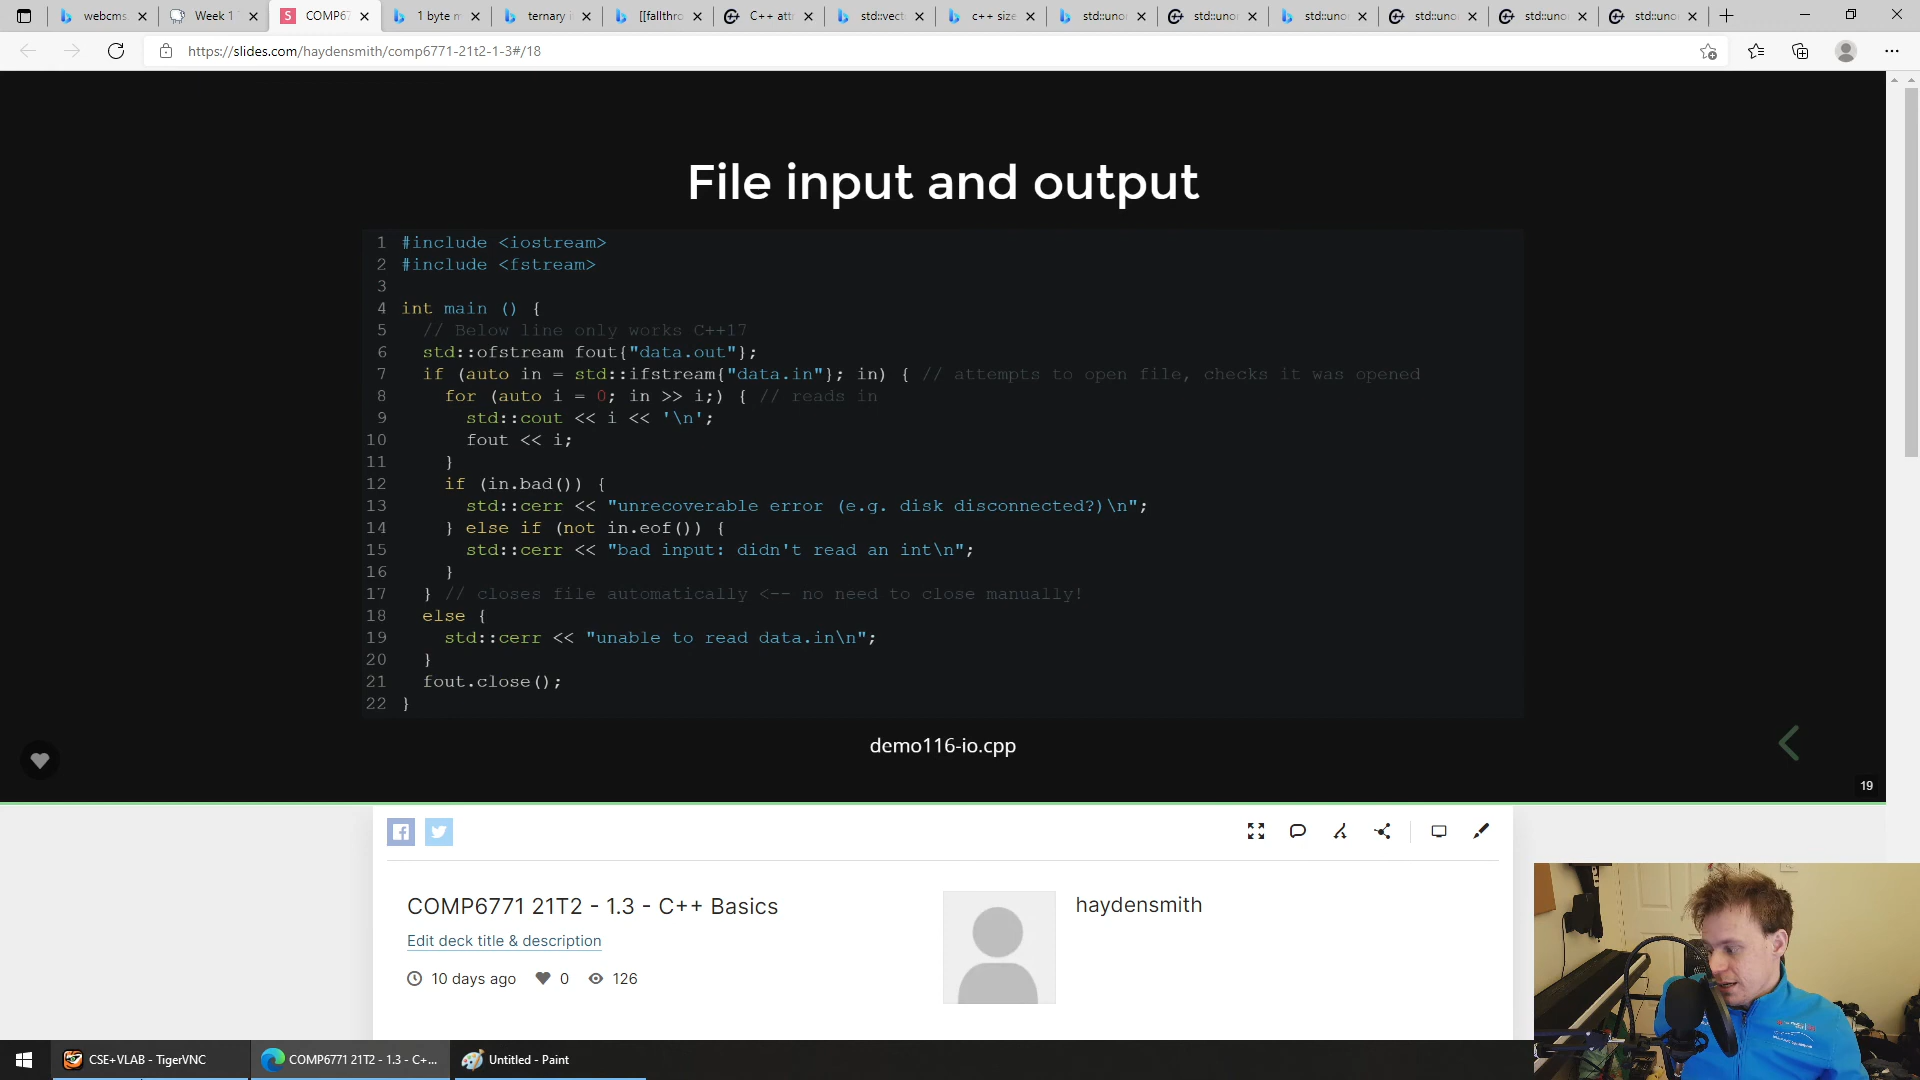 webcms
Week 1
COMP67
1 byte m
ternary
[[fallthro
C++ att
std::vect
c++ size
std::uno
std::uno
std::uno
std::uno
std::uno
std::uno
https://slides.com/haydensmith/comp6771-21t2-1-3#/18
File input and output
1 #include <iostream>
2 #include <fstream>
3
4 int main () {
5 // Below line only works C++17
6 std::ofstream fout{"data.out"};
7 if (auto in = std::ifstream{"data.in"}; in) { // attempts to open file, checks it was opened
8 for (auto i = 0; in >> i;) { // reads in
9 std::cout << i << '\n';
10 fout << i;
11 }
12 if (in.bad()) {
13 std::cerr << "unrecoverable error (e.g. disk disconnected?)\n";
14 } else if (not in.eof()) {
15 std::cerr << "bad input: didn't read an int\n";
16 }
17 } // closes file automatically <-- no need to close manually!
18 else {
19 std::cerr << "unable to read data.in\n";
20 }
21 fout.close();
22 }
demo116-io.cpp
19
COMP6771 21T2 - 1.3 - C++ Basics
haydensmith
Edit deck title & description
10 days ago 0 126
CSE+VLAB - TigerVNC
COMP6771 21T2 - 1.3 - C+...
Untitled - Paint